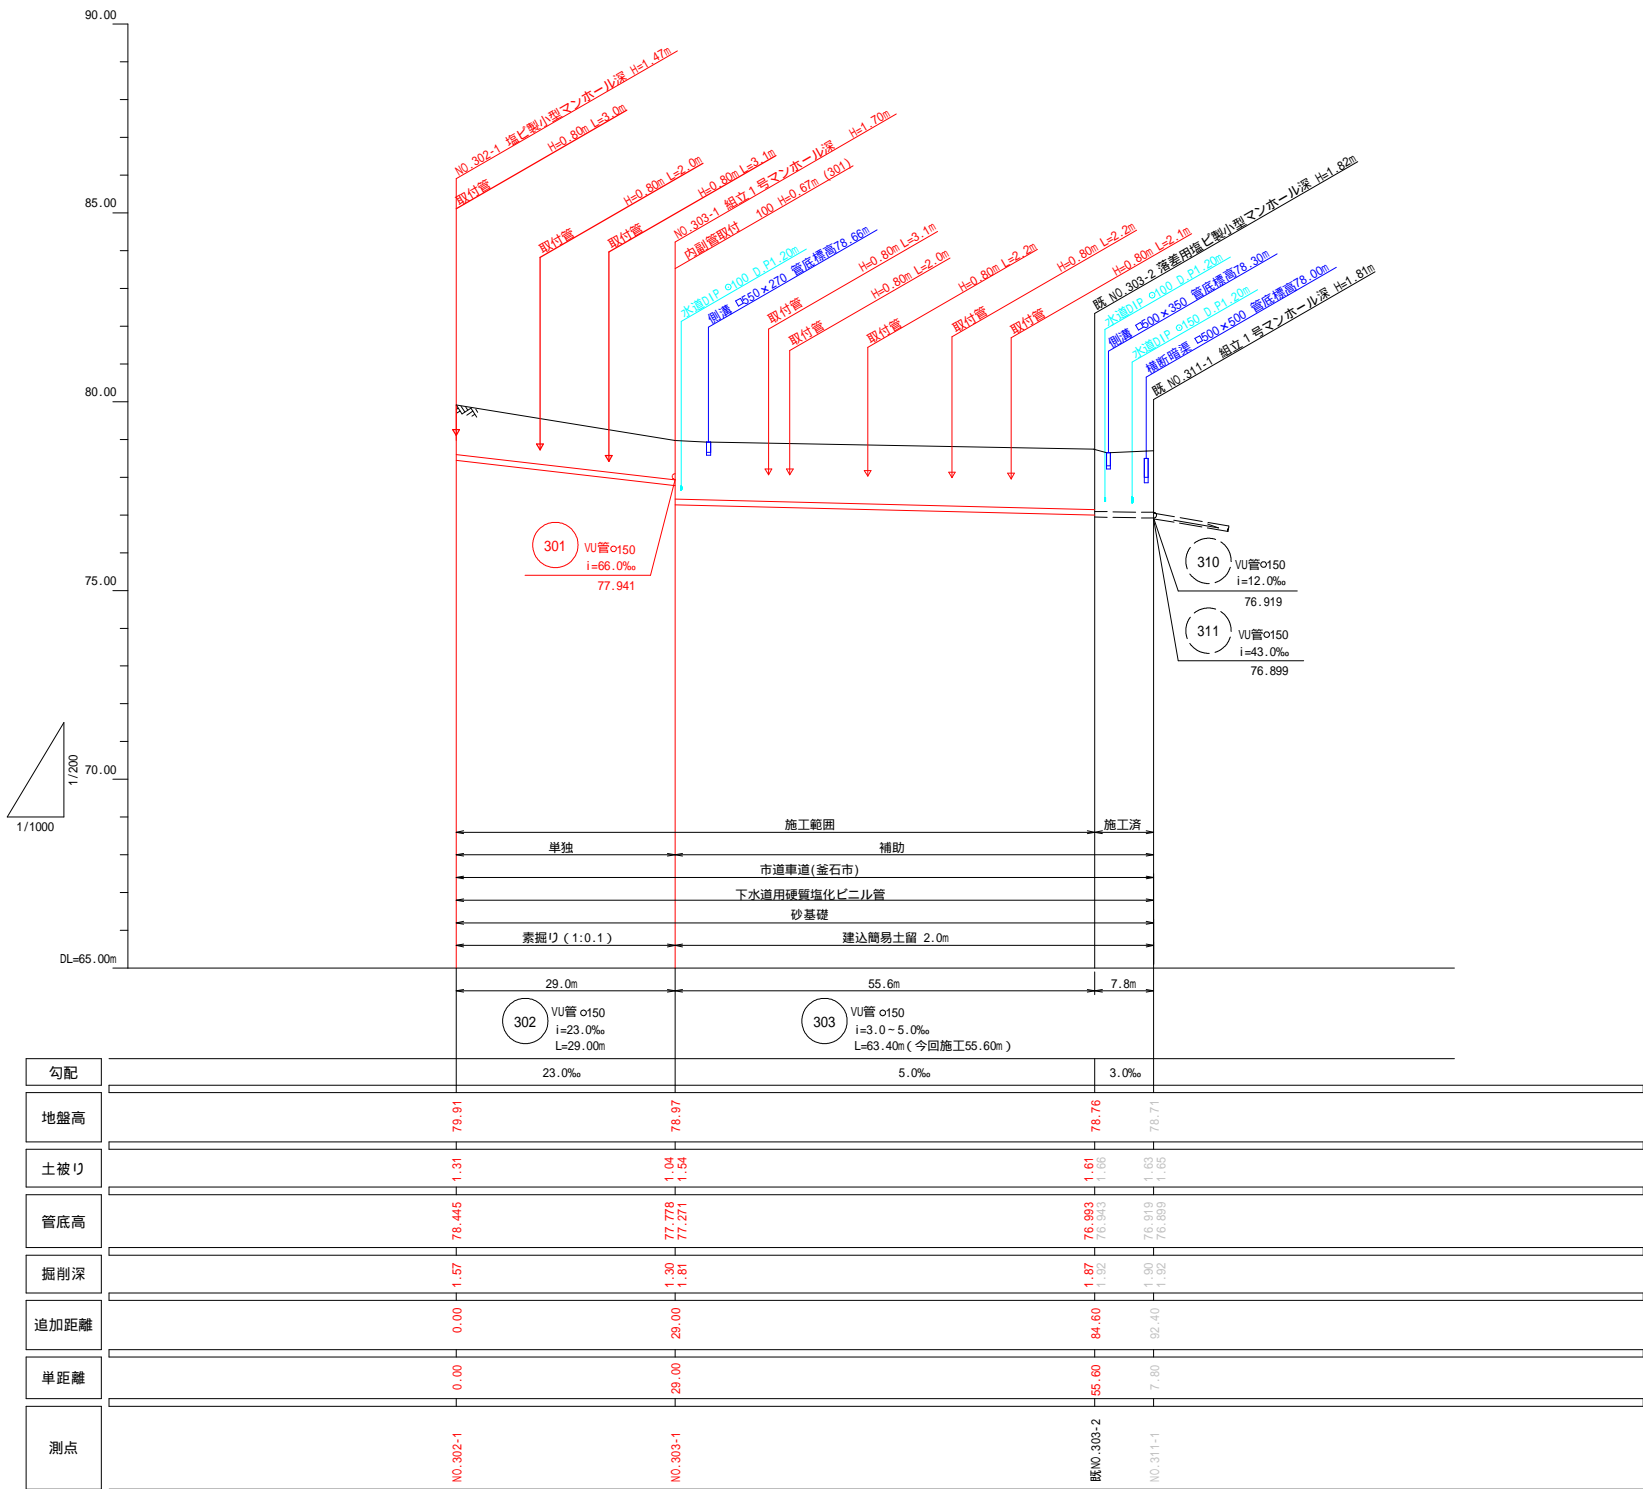 90.00
85.00
80.00
75.00
70.00
DL=65.00m
1/200
1/1000
NO.302-1 塩ビ製小型マンホール深 H=1.47m
取付管 H=0.80m L=3.0m
取付管 H=0.80m L=2.0m
取付管 H=0.80m L=3.1m
NO.303-1 組立1号マンホール深 H=1.70m
内副管取付 100 H=0.67m (301)
水道DIP φ100 D.P1.20m
側溝 □550×270 管底標高78.66m
取付管 H=0.80m L=3.1m
取付管 H=0.80m L=2.0m
取付管 H=0.80m L=2.2m
取付管 H=0.80m L=2.2m
取付管 H=0.80m L=2.1m
既 NO.303-2 落差用塩ビ製小型マンホール深 H=1.82m
水道DIP φ100 D.P1.20m
側溝 □500×350 管底標高78.30m
水道DIP φ150 D.P1.20m
横断暗渠 □500×500 管底標高78.00m
既 NO.311-1 組立1号マンホール深 H=1.81m
301 VU管φ150
i=66.0‰
77.941
310 VU管φ150
i=12.0‰
76.919
311 VU管φ150
i=43.0‰
76.899
施工範囲 施工済
単独 補助
市道車道(釜石市)
下水道用硬質塩化ビニル管
砂基礎
素掘り(1:0.1) 建込簡易土留 2.0m
29.0m 55.6m 7.8m
302 VU管 φ150
i=23.0‰
L=29.00m
303 VU管 φ150
i=3.0~5.0‰
L=63.40m(今回施工55.60m)
勾配 23.0‰ 5.0‰ 3.0‰
地盤高 79.91 78.97 78.76 78.71
土被り 1.31 1.04 1.54 1.61 1.66 1.63 1.65
管底高 78.445 77.778 77.271 76.993 76.943 76.919 76.899
掘削深 1.57 1.30 1.81 1.87 1.92 1.90 1.92
追加距離 0.00 29.00 84.60 92.40
単距離 0.00 29.00 55.60 7.80
測点 NO.302-1 NO.303-1 既NO.303-2 NO.311-1